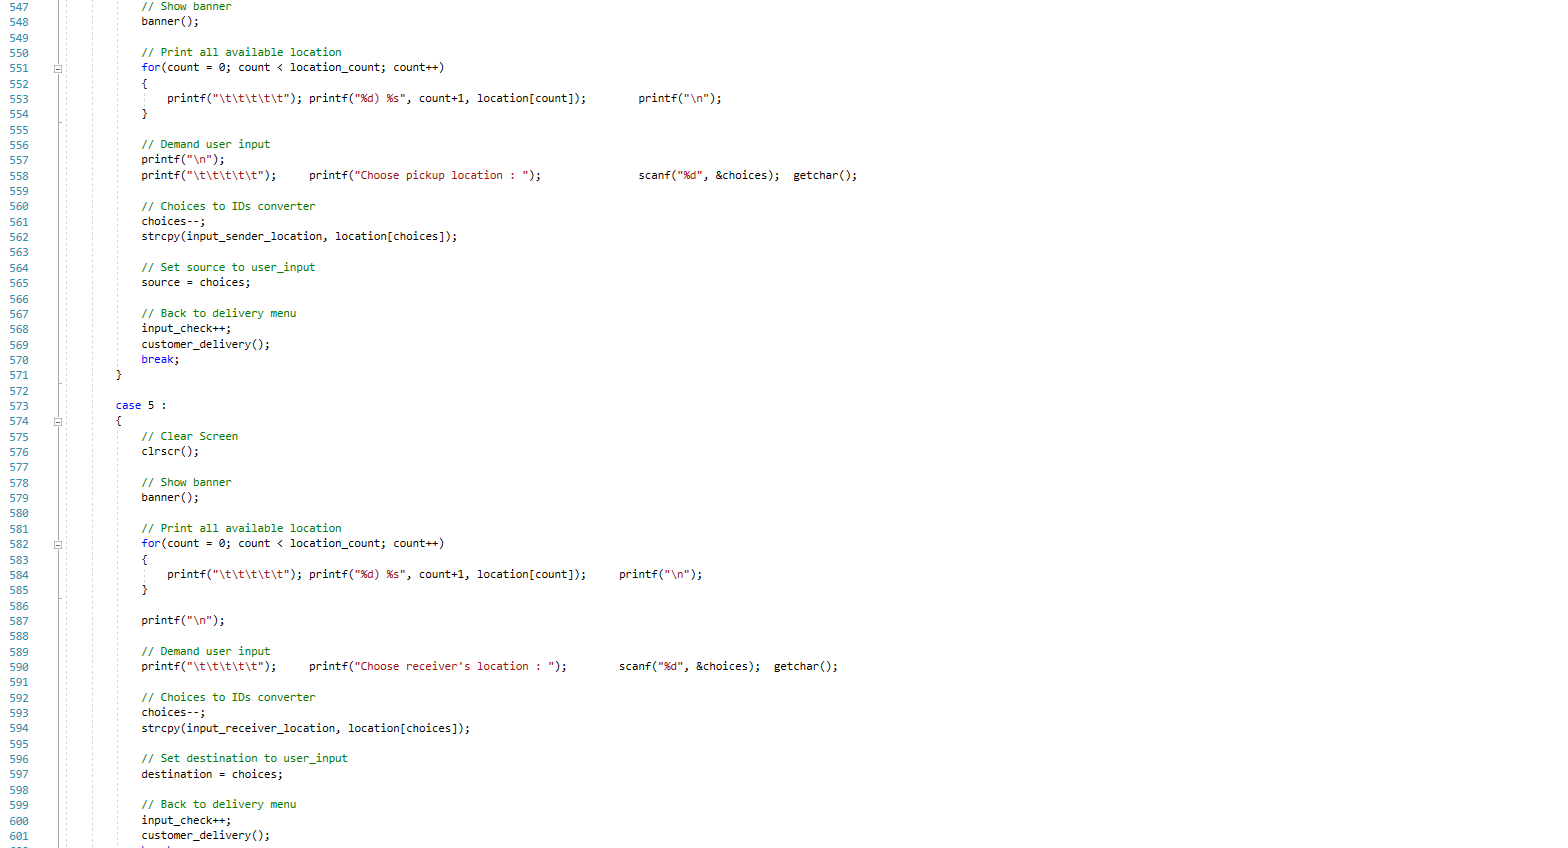 547 // Show banner
548 banner();
549
550 // Print all available location
551 for(count = 0; count < location_count; count++)
552 {
553 printf("\t\t\t\t\t"); printf("%d) %s", count+1, location[count]); printf("\n");
554 }
555
556 // Demand user input
557 printf("\n");
558 printf("\t\t\t\t\t"); printf("Choose pickup location : "); scanf("%d", &choices); getchar();
559
560 // Choices to IDs converter
561 choices--;
562 strcpy(input_sender_location, location[choices]);
563
564 // Set source to user_input
565 source = choices;
566
567 // Back to delivery menu
568 input_check++;
569 customer_delivery();
570 break;
571 }
572
573 case 5 :
574 {
575 // Clear Screen
576 clrscr();
577
578 // Show banner
579 banner();
580
581 // Print all available location
582 for(count = 0; count < location_count; count++)
583 {
584 printf("\t\t\t\t\t"); printf("%d) %s", count+1, location[count]); printf("\n");
585 }
586
587 printf("\n");
588
589 // Demand user input
590 printf("\t\t\t\t\t"); printf("Choose receiver's location : "); scanf("%d", &choices); getchar();
591
592 // Choices to IDs converter
593 choices--;
594 strcpy(input_receiver_location, location[choices]);
595
596 // Set destination to user_input
597 destination = choices;
598
599 // Back to delivery menu
600 input_check++;
601 customer_delivery();